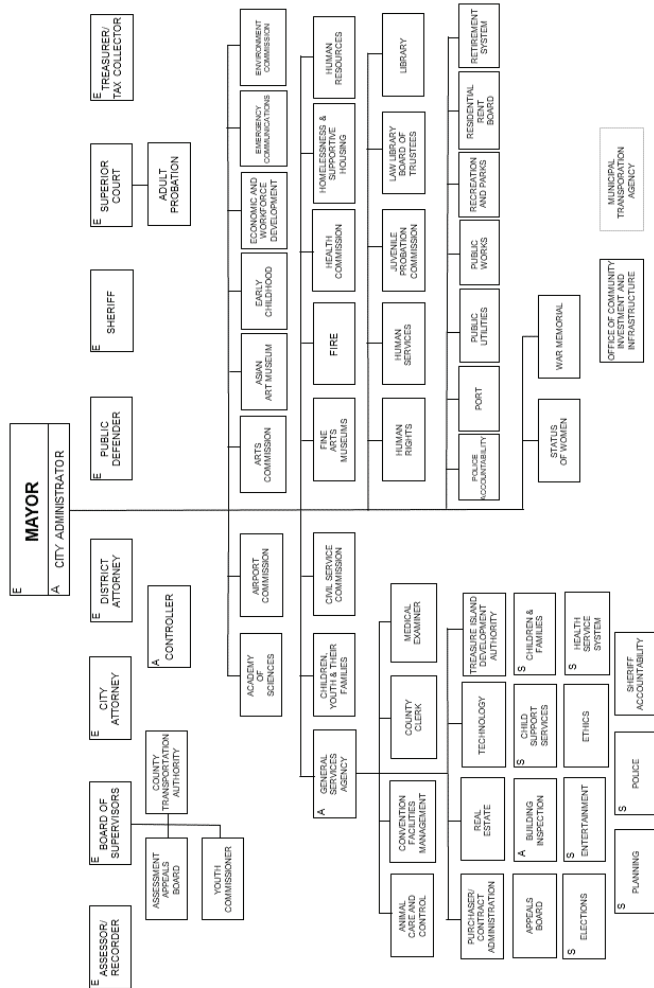 E
MAYOR
A CITY ADMINISTRATOR
E
ASSESSOR/
RECORDER
E
BOARD OF
SUPERVISORS
E
CITY
ATTORNEY
E
DISTRICT
ATTORNEY
E
PUBLIC
DEFENDER
E
SHERIFF
E
SUPERIOR
COURT
E
TREASURER/
TAX COLLECTOR
ASSESSMENT
APPEALS
BOARD
COUNTY
TRANSPORTATION
AUTHORITY
A
CONTROLLER
ADULT
PROBATION
YOUTH
COMMISSIONER
ACADEMY
OF
SCIENCES
AIRPORT
COMMISSION
ARTS
COMMISSION
ASIAN
ART MUSEUM
EARLY
CHILDHOOD
ECONOMIC AND
WORKFORCE
DEVELOPMENT
EMERGENCY
COMMUNICATIONS
ENVIRONMENT
COMMISSION
A
GENERAL
SERVICES
AGENCY
CHILDREN,
YOUTH & THEIR
FAMILIES
CIVIL SERVICE
COMMISSION
FINE
ARTS
MUSEUMS
FIRE
HEALTH
COMMISSION
HOMELESSNESS &
SUPPORTIVE
HOUSING
HUMAN
RESOURCES
ANIMAL
CARE AND
CONTROL
CONVENTION
FACILITIES
MANAGEMENT
COUNTY
CLERK
MEDICAL
EXAMINER
HUMAN
RIGHTS
HUMAN
SERVICES
JUVENILE
PROBATION
COMMISSION
LAW LIBRARY
BOARD OF
TRUSTEES
LIBRARY
PURCHASER/
CONTRACT
ADMINISTRATION
REAL
ESTATE
TECHNOLOGY
TREASURE ISLAND
DEVELOPMENT
AUTHORITY
POLICE
ACCOUNTABILITY
PORT
PUBLIC
UTILITIES
PUBLIC
WORKS
RECREATION
AND PARKS
RESIDENTIAL
RENT
BOARD
RETIREMENT
SYSTEM
APPEALS
BOARD
A
BUILDING
INSPECTION
S
CHILD
SUPPORT
SERVICES
S
CHILDREN &
FAMILIES
STATUS
OF WOMEN
WAR MEMORIAL
S
ELECTIONS
S
ENTERTAINMENT
ETHICS
S
HEALTH
SERVICE
SYSTEM
S
PLANNING
S
POLICE
SHERIFF
ACCOUNTABILITY
OFFICE OF COMMUNITY
INVESTMENT AND
INFRASTRUCTURE
MUNICIPAL
TRANSPORTATION
AGENCY